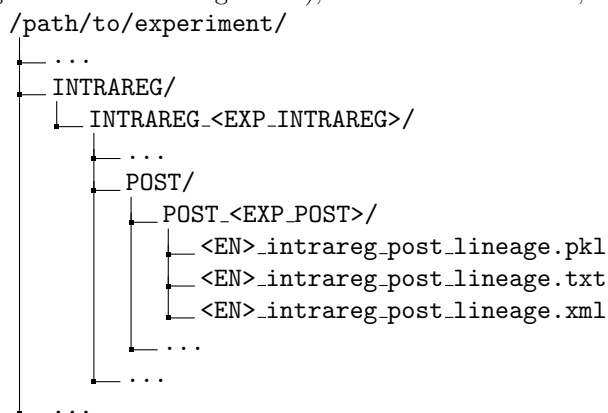 /path/to/experiment/
...
INTRAREG/
INTRAREG_<EXP_INTRAREG>/
...
POST/
POST_<EXP_POST>/
<EN>_intrareg_post_lineage.pkl
<EN>_intrareg_post_lineage.txt
<EN>_intrareg_post_lineage.xml
...
...
...